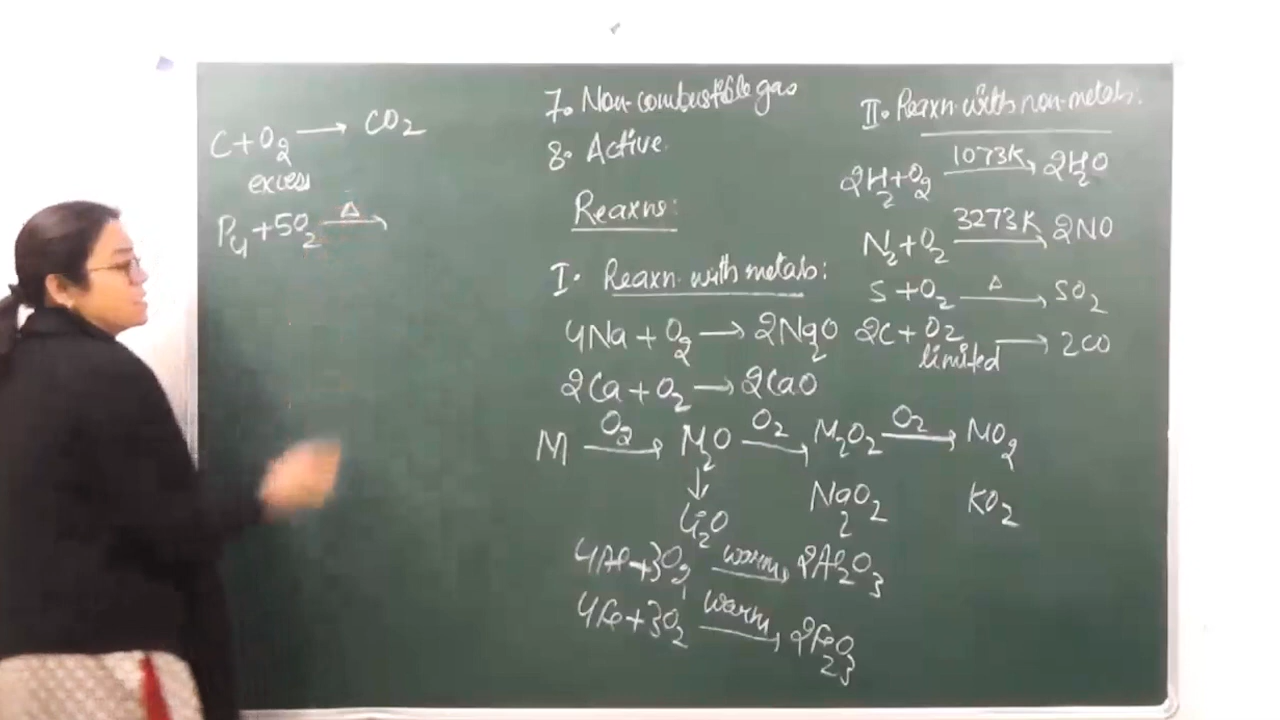 C + O₂ ⟶ CO₂
excess
P₄ + 5O₂ —Δ→
7. Non-combustible gas
8. Active.
Reaxns:
I. Reaxn. with metals:
4Na + O₂ ⟶ 2Na₂O
2Ca + O₂ ⟶ 2CaO
M —O₂→ M₂O —O₂→ M₂O₂ —O₂→ MO₂
↓
Li₂O Na₂O₂ KO₂
4Al + 3O₂ —warm→ 2Al₂O₃
4Fe + 3O₂ —warm→ 2Fe₂O₃
II. Reaxn with non-metals:
2H₂ + O₂ —1073K→ 2H₂O
N₂ + O₂ —3273K→ 2NO
S + O₂ —Δ→ SO₂
2C + O₂ ⟶ 2CO
limited